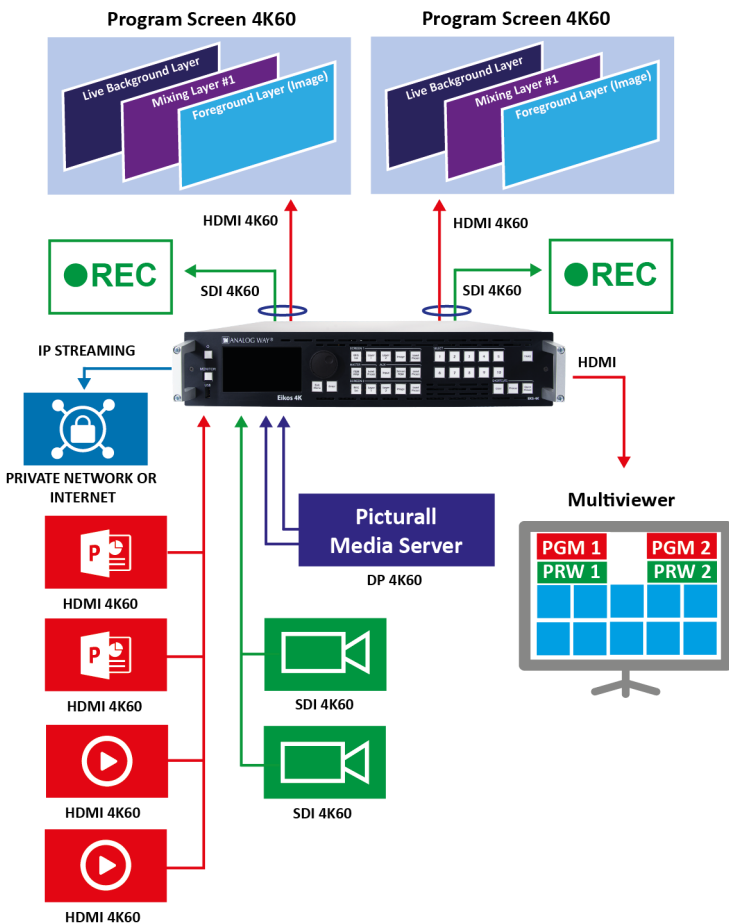 Program Screen 4K60
Program Screen 4K60
Live Background Layer
Mixing Layer #1
Foreground Layer (Image)
Live Background Layer
Mixing Layer #1
Foreground Layer (Image)
HDMI 4K60
HDMI 4K60
REC
SDI 4K60
SDI 4K60
REC
IP STREAMING
ANALOG WAY®
Eikos 4K
HDMI
PRIVATE NETWORK OR
INTERNET
Picturall
Media Server
DP 4K60
Multiviewer
PGM 1
PGM 2
PRW 1
PRW 2
P
HDMI 4K60
P
HDMI 4K60
HDMI 4K60
HDMI 4K60
SDI 4K60
SDI 4K60